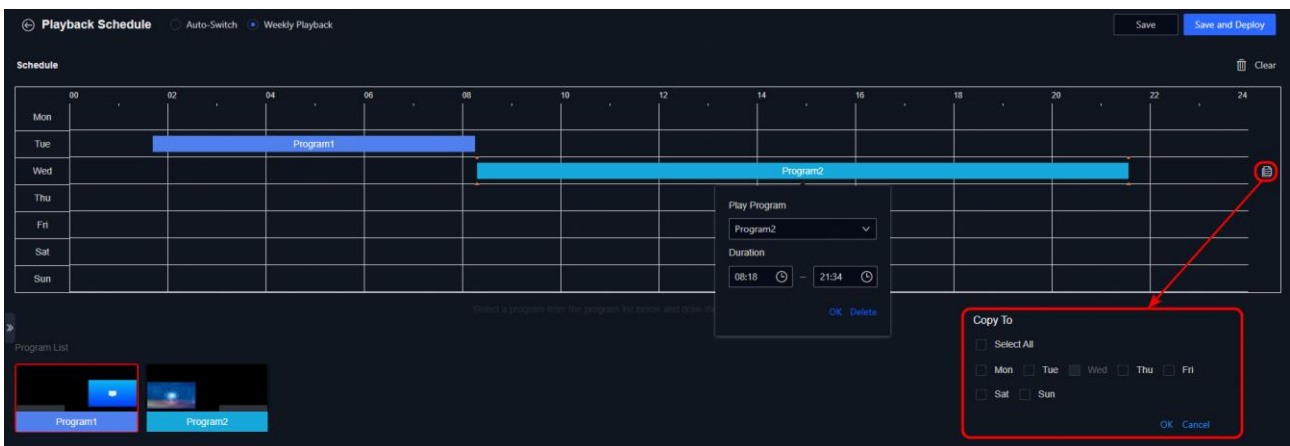 Playback Schedule Auto-Switch Weekly Playback Save Save and Deploy
Schedule Clear
00 02 04 06 08 10 12 14 16 18 20 22 24
Mon
Tue Program1
Wed Program2
Thu
Fri
Sat
Sun
Play Program
Program2
Duration
08:18 – 21:34
OK Delete
Select a program from the program list below and draw
Program List
Program1 Program2
Copy To
Select All
Mon Tue Wed Thu Fri
Sat Sun
OK Cancel